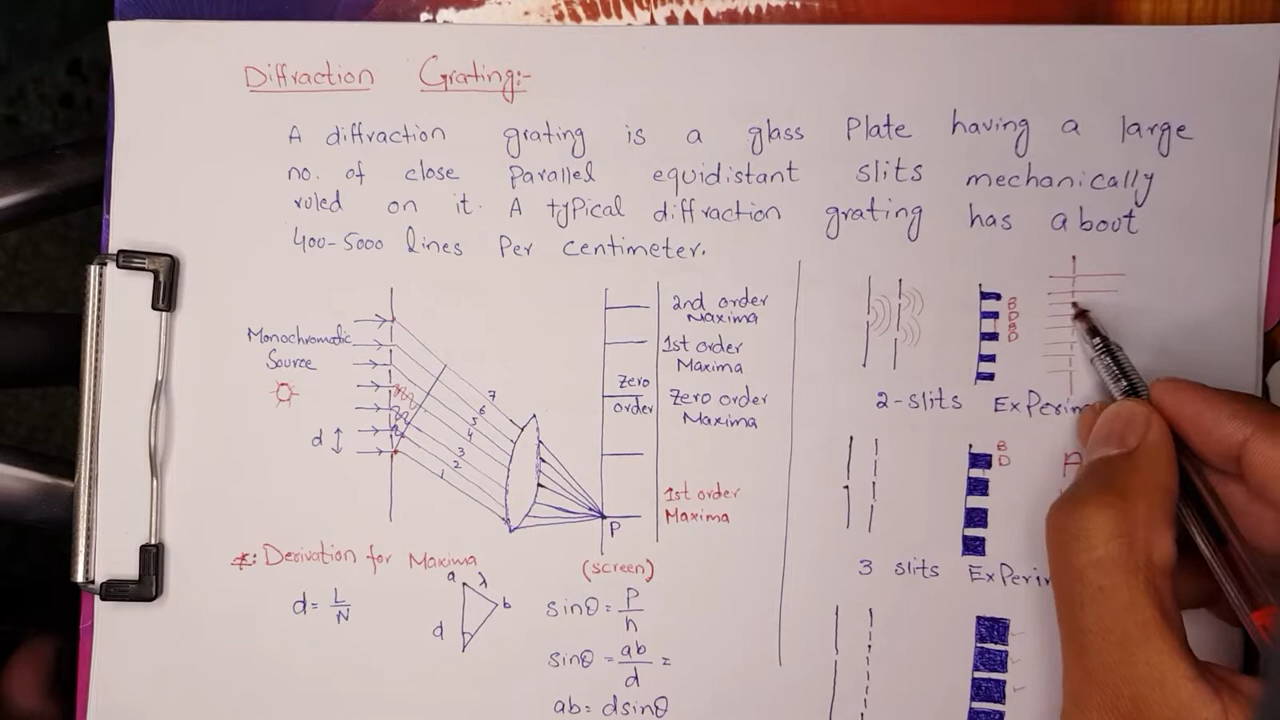 Diffraction Grating:-
A diffraction grating is a glass Plate having a large
no. of close Parallel equidistant slits mechanically
ruled on it. A tyPical diffraction grating has about
400-5000 lines Per centimeter.
Monochromatic
Source
d
7
6
5
4
3
2
1
P
(screen)
2nd order
Maxima
1st order
Maxima
Zero
order
Zero order
Maxima
1st order
Maxima
B
D
B
D
2-slits
B
D
3 slits
*: Derivation for Maxima
d = L/N
a
λ
b
d
sinθ = P/h
sinθ = ab/d =
ab = dsinθ